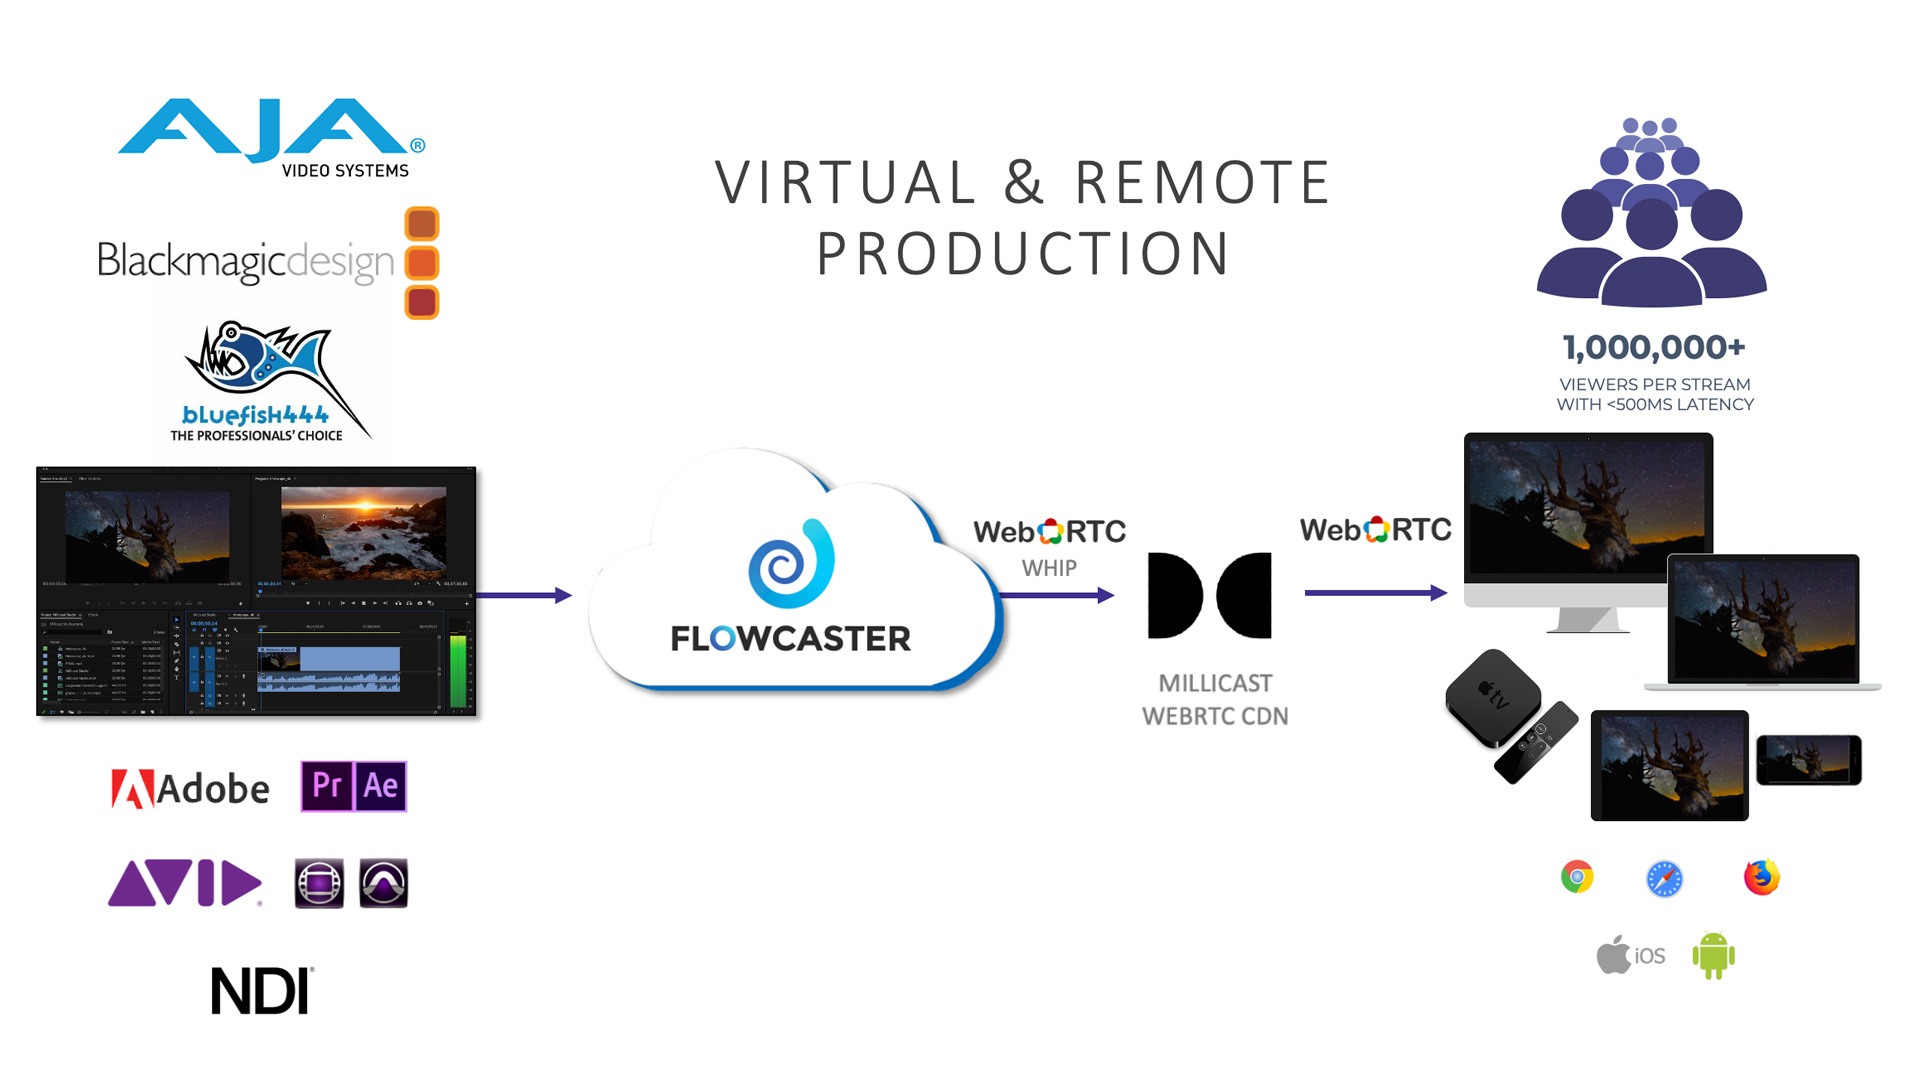 AJA®
VIDEO SYSTEMS
Blackmagicdesign
bluefish444
THE PROFESSIONALS' CHOICE
VIRTUAL & REMOTE
PRODUCTION
1,000,000+
VIEWERS PER STREAM
WITH <500MS LATENCY
FLOWCASTER
WebRTC
WHIP
MILLICAST
WEBRTC CDN
WebRTC
tv
Adobe
Pr Ae
AVID®
NDI®
iOS